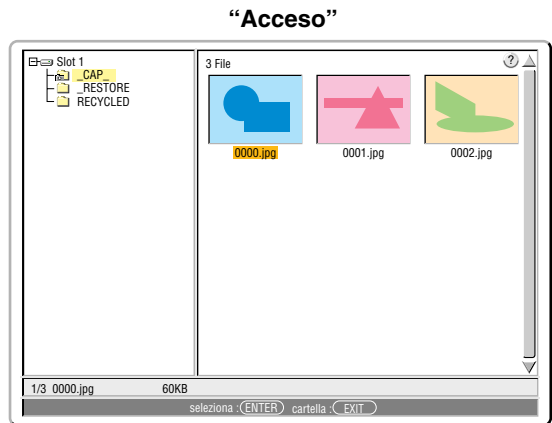 “Acceso”
Slot 1
_CAP_
_RESTORE
RECYCLED
3 File
?
0000.jpg
0001.jpg
0002.jpg
1/3 0000.jpg 60KB
seleziona :ENTER cartella : EXIT